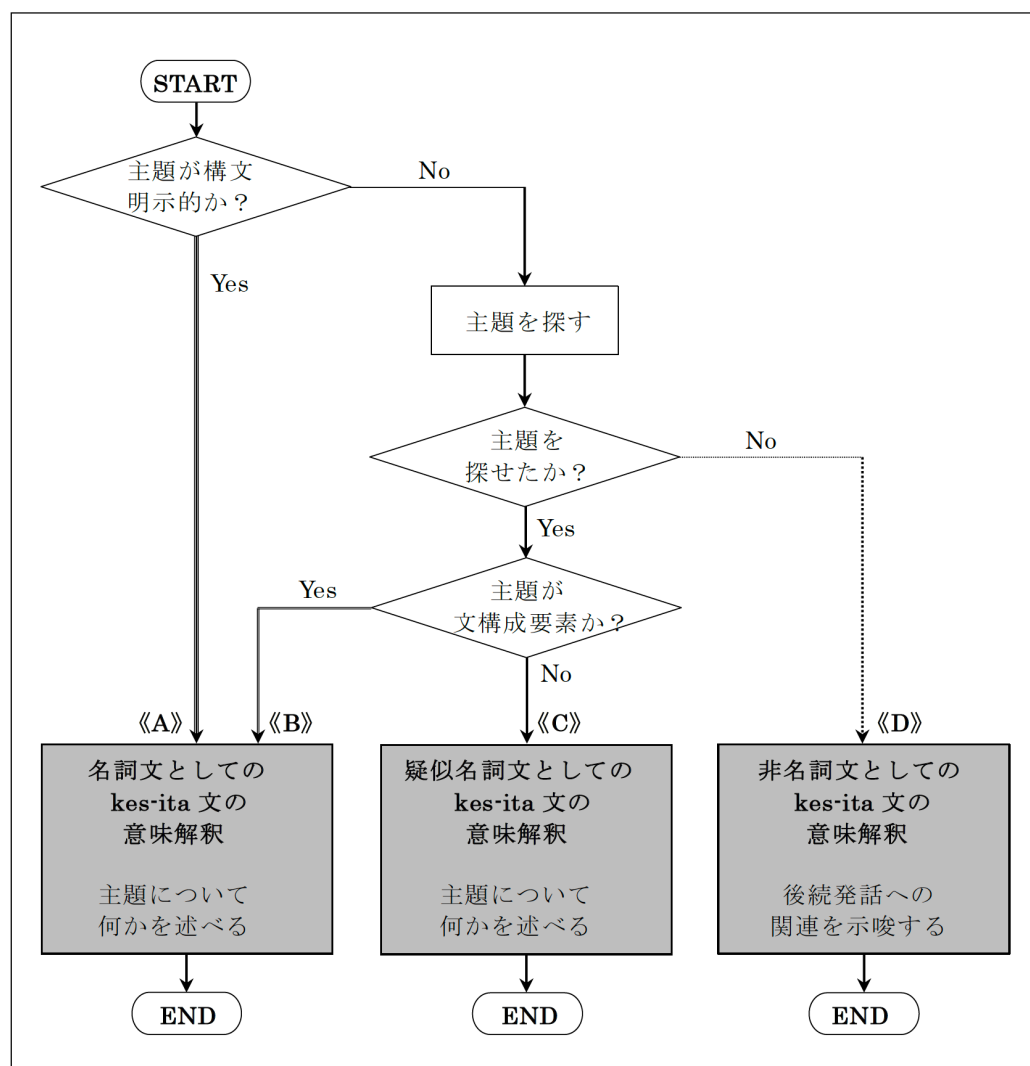 START
主題が構文
明示的か？
No
Yes
主題を探す
主題を
探せたか？
No
Yes
主題が
文構成要素か？
Yes
No
《A》
《B》
《C》
《D》
名詞文としての
kes-ita 文の
意味解釈
主題について
何かを述べる
疑似名詞文としての
kes-ita 文の
意味解釈
主題について
何かを述べる
非名詞文としての
kes-ita 文の
意味解釈
後続発話への
関連を示唆する
END
END
END